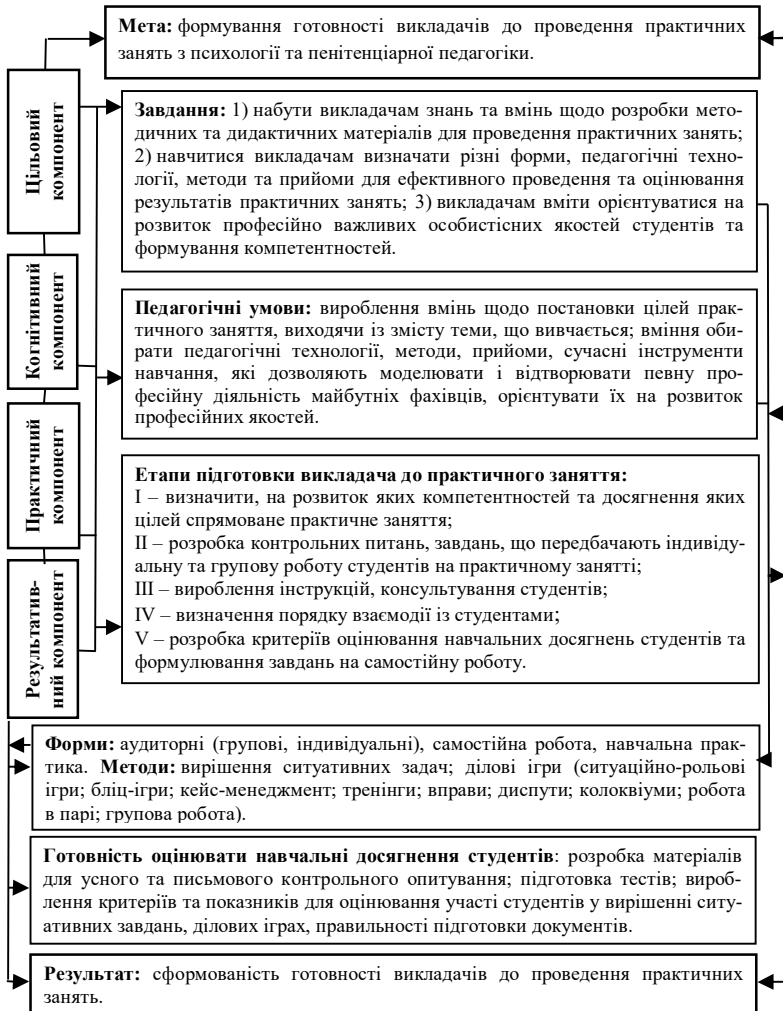 Мета: формування готовності викладачів до проведення практичних
занять з психології та пенітенціарної педагогіки.
Цільовий
компонент
Завдання: 1) набути викладачам знань та вмінь щодо розробки мето-
дичних та дидактичних матеріалів для проведення практичних занять;
2) навчитися викладачам визначати різні форми, педагогічні техно-
логії, методи та прийоми для ефективного проведення та оцінювання
результатів практичних занять; 3) викладачам вміти орієнтуватися на
розвиток професійно важливих особистісних якостей студентів та
формування компетентностей.
Когнітивний
компонент
Педагогічні умови: вироблення вмінь щодо постановки цілей прак-
тичного заняття, виходячи із змісту теми, що вивчається; вміння оби-
рати педагогічні технології, методи, прийоми, сучасні інструменти
навчання, які дозволяють моделювати і відтворювати певну про-
фесійну діяльність майбутніх фахівців, орієнтувати їх на розвиток
професійних якостей.
Практичний
компонент
Етапи підготовки викладача до практичного заняття:
І – визначити, на розвиток яких компетентностей та досягнення яких
цілей спрямоване практичне заняття;
ІІ – розробка контрольних питань, завдань, що передбачають індивіду-
альну та групову роботу студентів на практичному занятті;
ІІІ – вироблення інструкцій, консультування студентів;
IV – визначення порядку взаємодії із студентами;
V – розробка критеріїв оцінювання навчальних досягнень студентів та
формулювання завдань на самостійну роботу.
Результатив-
ний компонент
Форми: аудиторні (групові, індивідуальні), самостійна робота, навчальна прак-
тика. Методи: вирішення ситуативних задач; ділові ігри (ситуаційно-рольові
ігри; бліц-ігри; кейс-менеджмент; тренінги; вправи; диспути; колоквіуми; робота
в парі; групова робота).
Готовність оцінювати навчальні досягнення студентів: розробка матеріалів
для усного та письмового контрольного опитування; підготовка тестів; вироб-
лення критеріїв та показників для оцінювання участі студентів у вирішенні ситу-
ативних завдань, ділових іграх, правильності підготовки документів.
Результат: сформованість готовності викладачів до проведення практичних
занять.